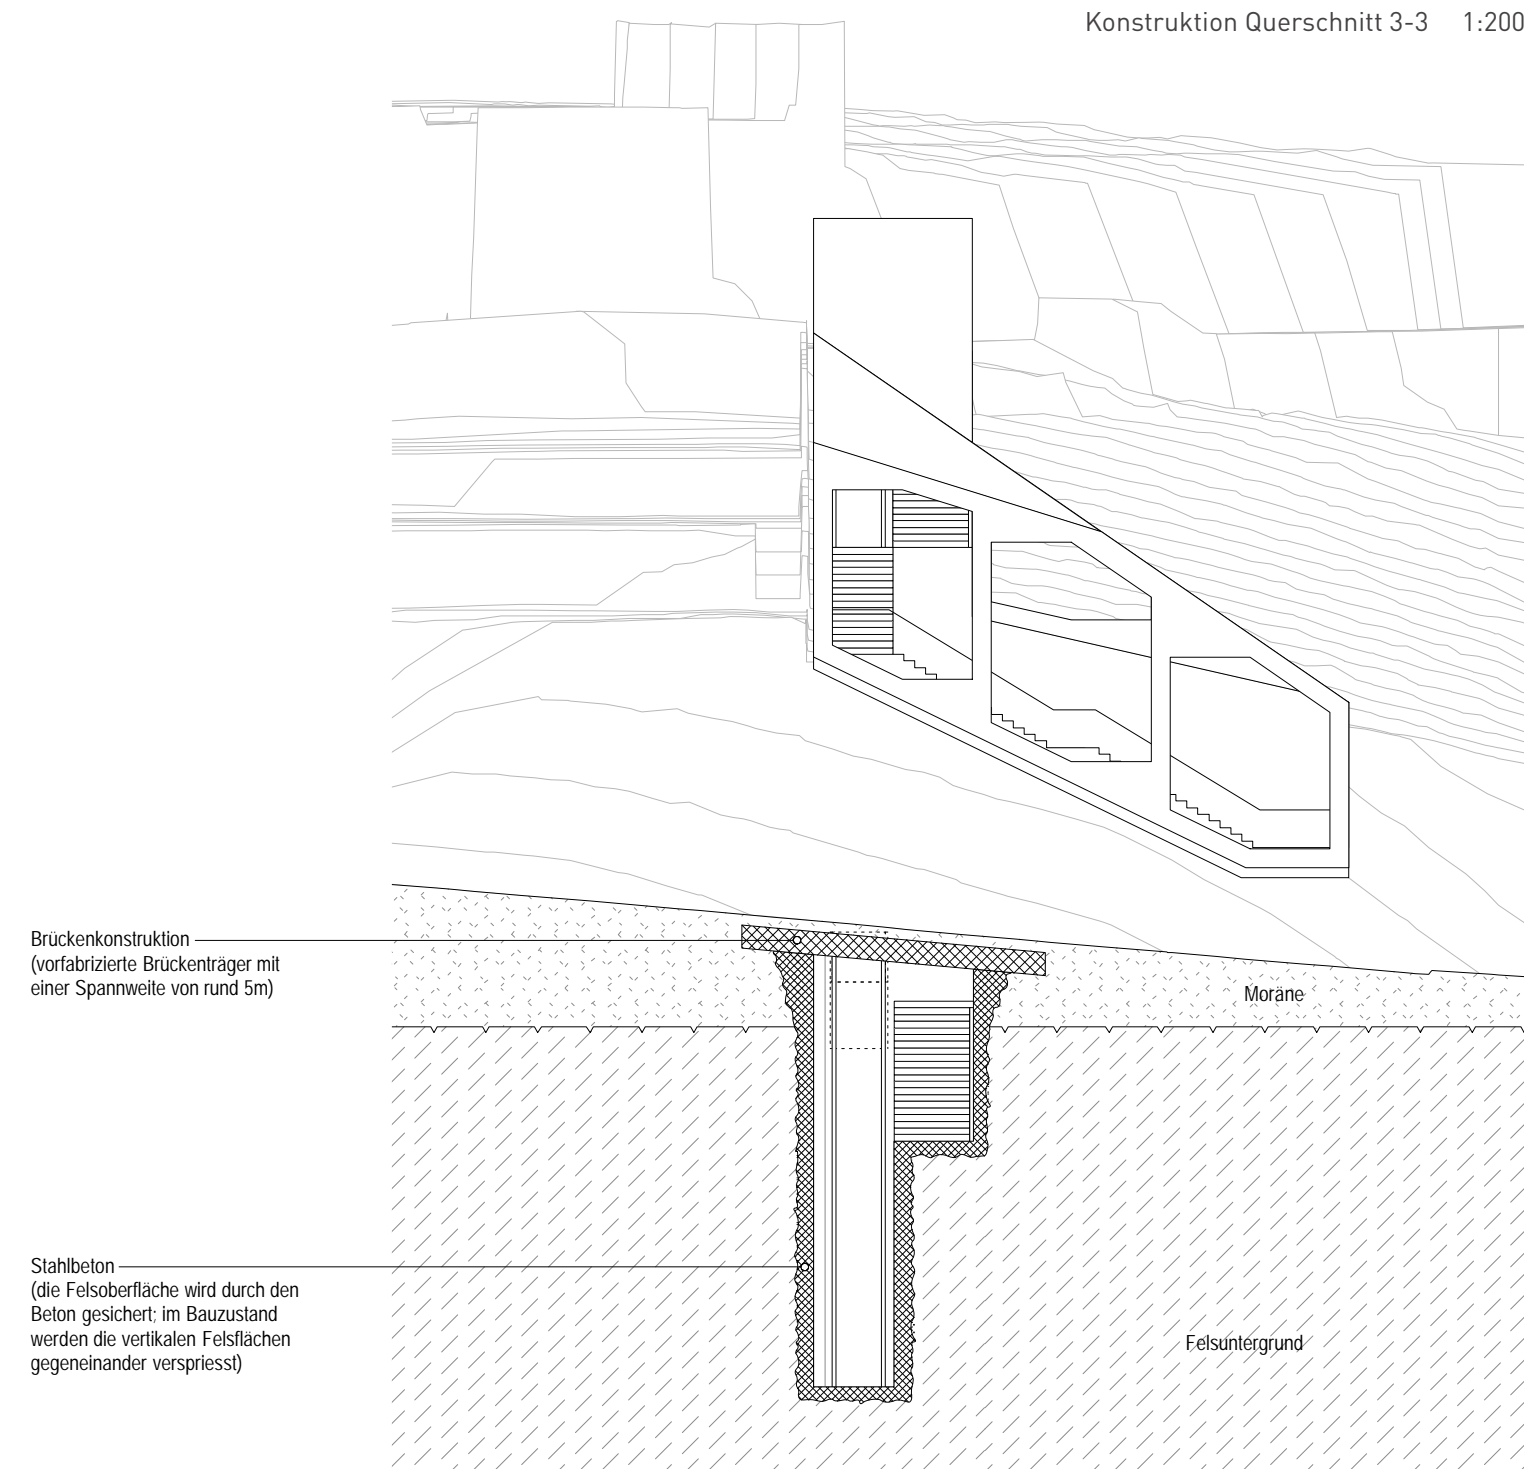 Konstruktion Querschnitt 3-3 1:200
Brückenkonstruktion
(vorfabrizierte Brückenträger mit
einer Spannweite von rund 5m)
Moräne
Stahlbeton
(die Felsoberfläche wird durch den
Beton gesichert; im Bauzustand
werden die vertikalen Felsflächen
gegeneinander verspriesst)
Felsuntergrund